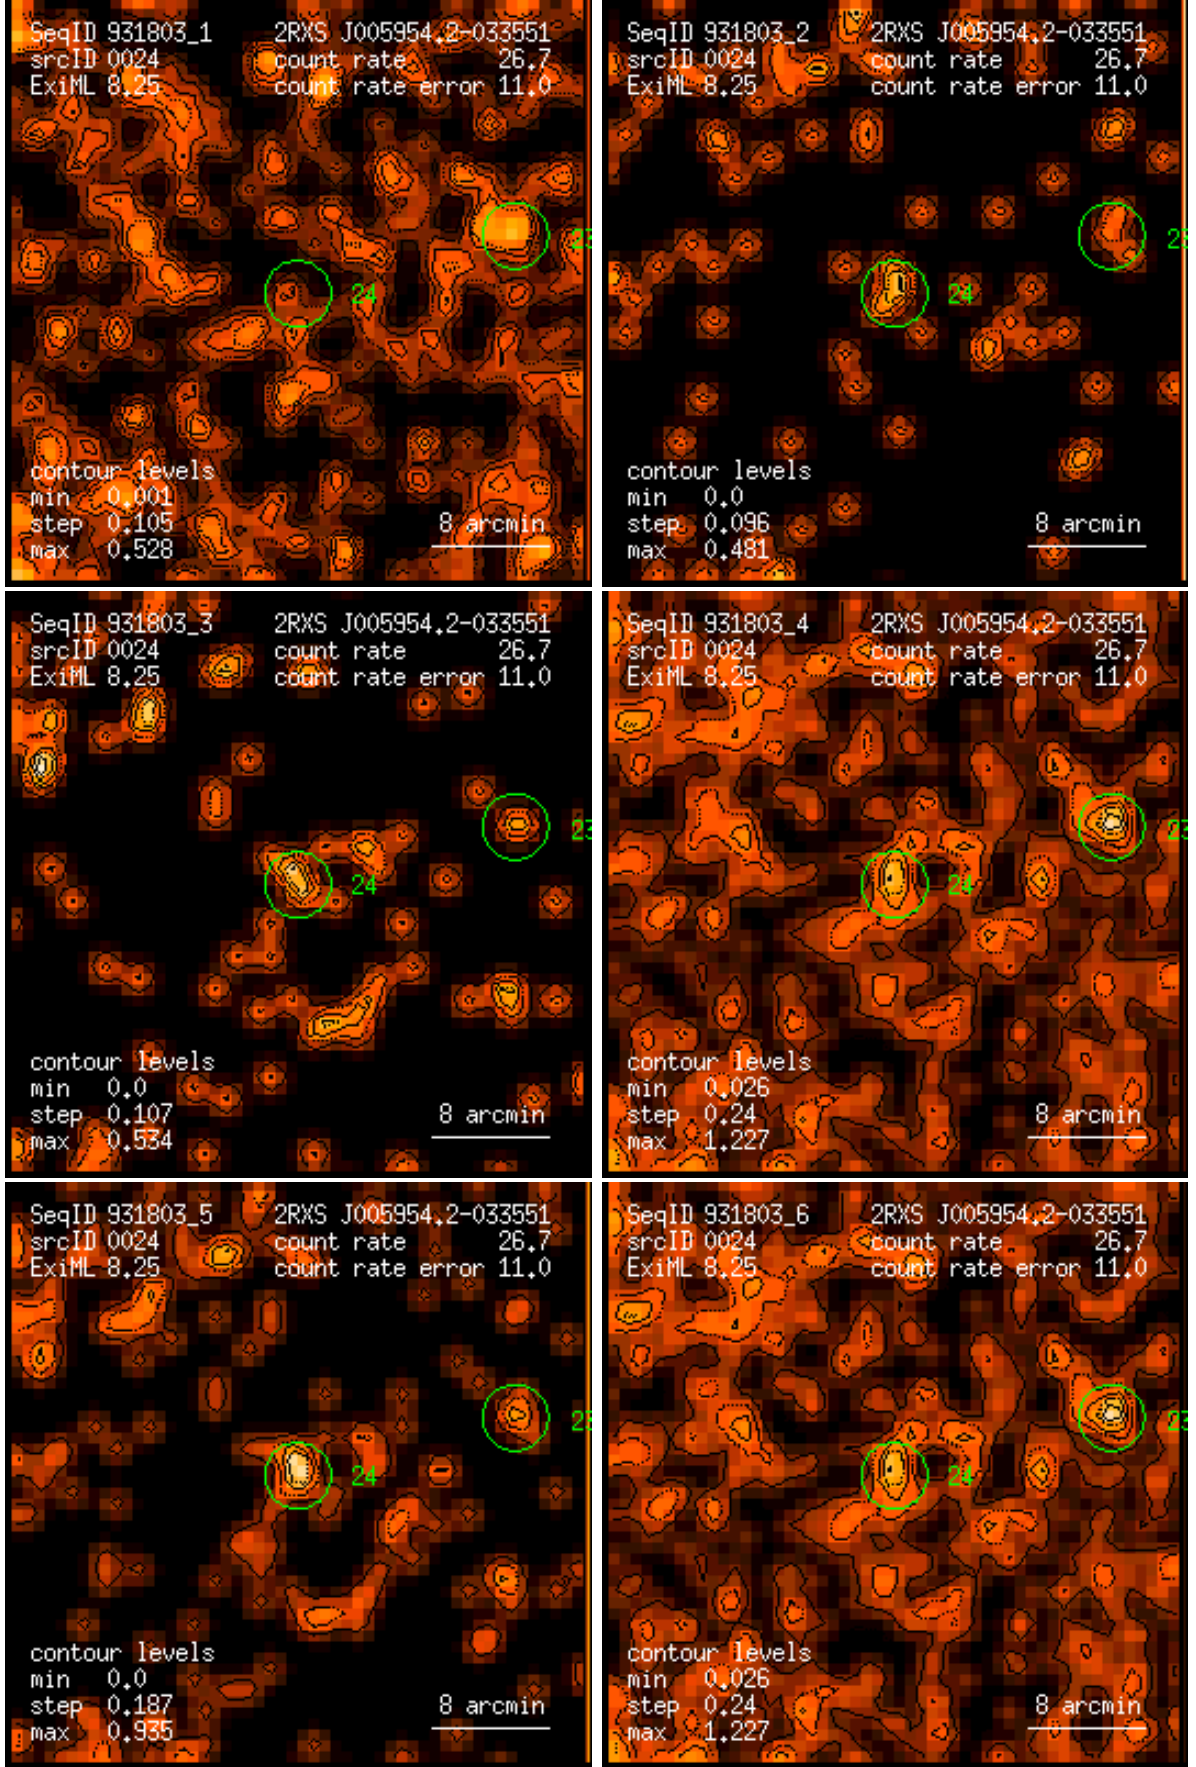 SeqID 931803_1 2RXS J005954.2-033551
srcID 0024 count rate 26.7
ExiML 8.25 count rate error 11.0
23
24
contour levels
min 0.001
step 0.105 8 arcmin
max 0.528
SeqID 931803_2 2RXS J005954.2-033551
srcID 0024 count rate 26.7
ExiML 8.25 count rate error 11.0
24
contour levels
min 0.0
step 0.096 8 arcmin
max 0.481
SeqID 931803_3 2RXS J005954.2-033551
srcID 0024 count rate 26.7
ExiML 8.25 count rate error 11.0
23
24
contour levels
min 0.0
step 0.107 8 arcmin
max 0.534
SeqID 931803_4 2RXS J005954.2-033551
srcID 0024 count rate 26.7
ExiML 8.25 count rate error 11.0
23
24
contour levels
min 0.026
step 0.24 8 arcmin
max 1.227
SeqID 931803_5 2RXS J005954.2-033551
srcID 0024 count rate 26.7
ExiML 8.25 count rate error 11.0
23
24
contour levels
min 0.0
step 0.187 8 arcmin
max 0.935
SeqID 931803_6 2RXS J005954.2-033551
srcID 0024 count rate 26.7
ExiML 8.25 count rate error 11.0
23
24
contour levels
min 0.026
step 0.24 8 arcmin
max 1.227